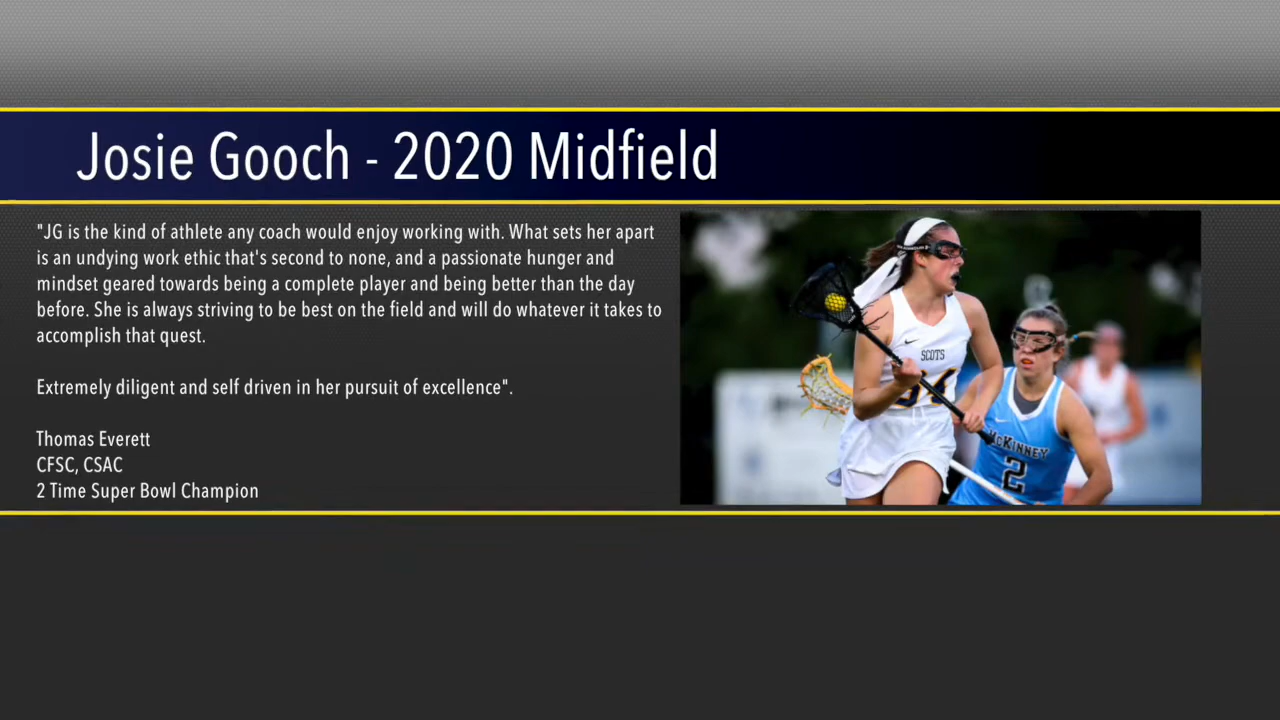 Josie Gooch - 2020 Midfield
"JG is the kind of athlete any coach would enjoy working with. What sets her apart
is an undying work ethic that's second to none, and a passionate hunger and
mindset geared towards being a complete player and being better than the day
before. She is always striving to be best on the field and will do whatever it takes to
accomplish that quest.
Extremely diligent and self driven in her pursuit of excellence".
Thomas Everett
CFSC, CSAC
2 Time Super Bowl Champion
SCOTS
34
McKINNEY
2